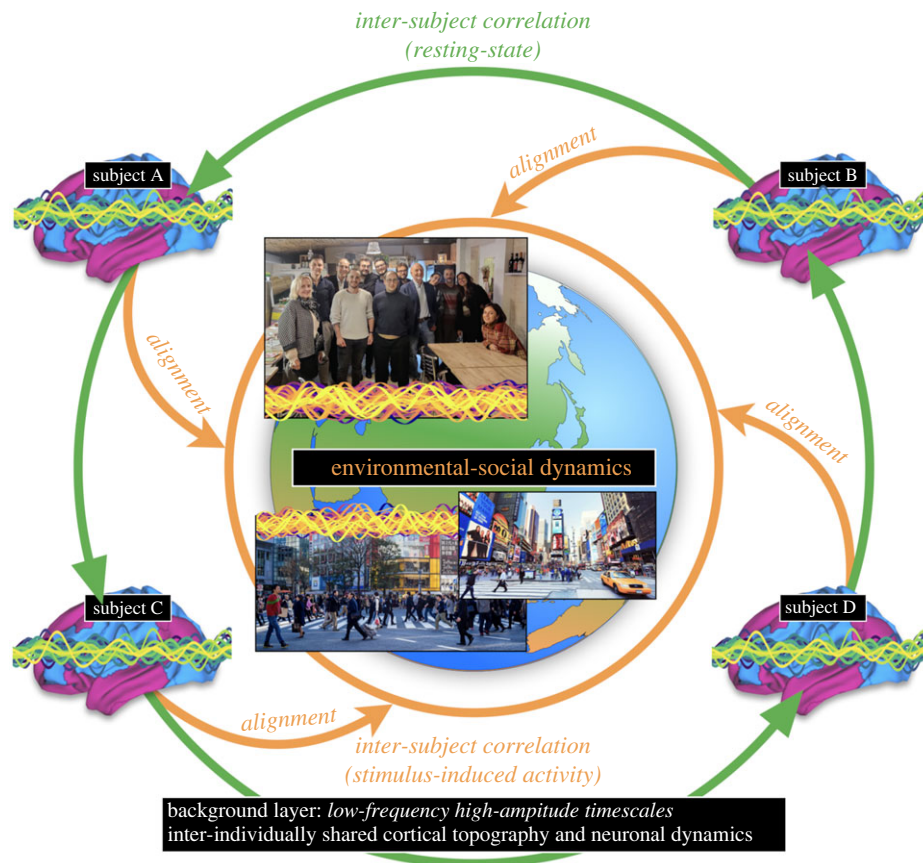 inter-subject correlation
(resting-state)
alignment
subject A
subject B
alignment
alignment
environmental-social dynamics
subject C
subject D
alignment
inter-subject correlation
(stimulus-induced activity)
background layer: low-frequency high-ampitude timescales
inter-individually shared cortical topography and neuronal dynamics